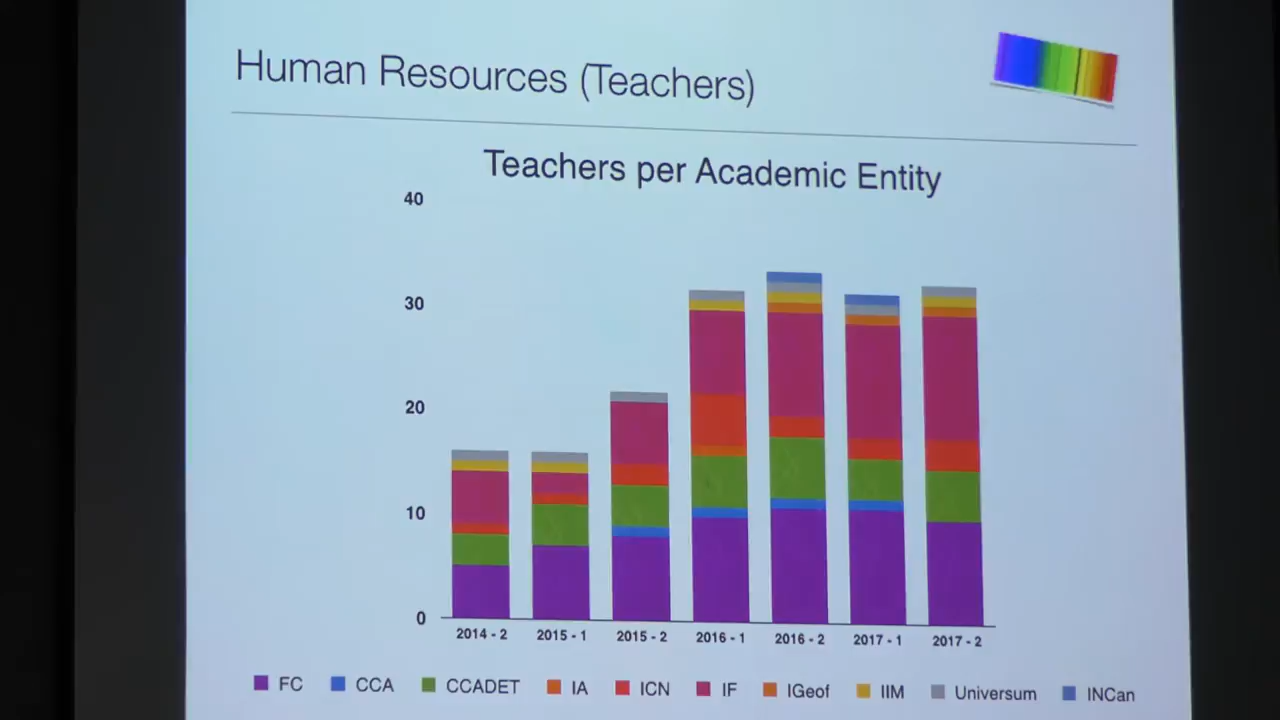 Human Resources (Teachers)
Teachers per Academic Entity
40
30
20
10
0
2014 - 2 2015 - 1 2015 - 2 2016 - 1 2016 - 2 2017 - 1 2017 - 2
FC CCA CCADET IA ICN IF IGeof IIM Universum INCan